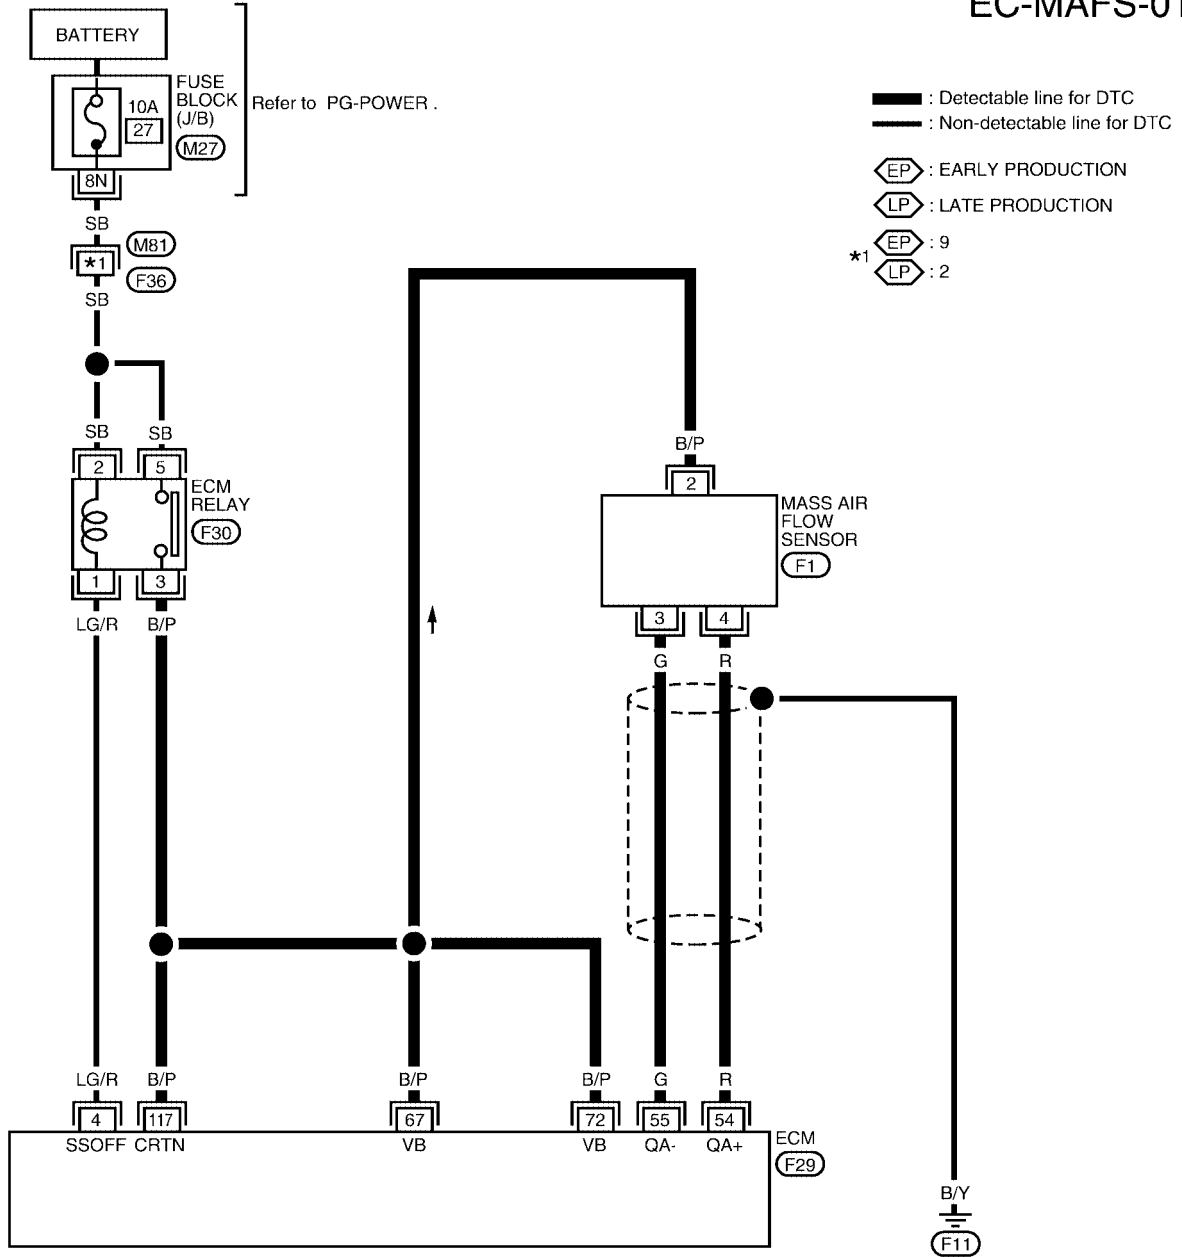 EC-MAFS-01
BATTERY
FUSE
BLOCK
(J/B)
10A
27
M27
Refer to PG-POWER .
8N
SB
M81
*1
F36
SB
: Detectable line for DTC
: Non-detectable line for DTC
EP : EARLY PRODUCTION
LP : LATE PRODUCTION
*1 EP : 9
LP : 2
SB SB
2 5
ECM
RELAY
F30
1 3
LG/R B/P
B/P
2
MASS AIR
FLOW
SENSOR
F1
3 4
G R
LG/R B/P B/P B/P G R
4 117 67 72 55 54
SSOFF CRTN VB VB QA- QA+
ECM
F29
B/Y
F11